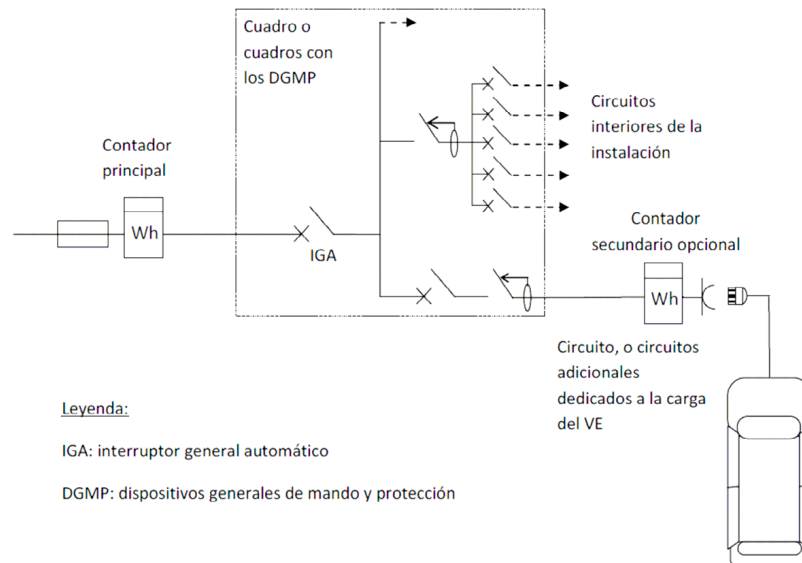 Cuadro o
cuadros con
los DGMP
Circuitos
interiores de la
instalación
Contador
principal
Wh
IGA
Contador
secundario opcional
Wh
Circuito, o circuitos
adicionales
dedicados a la carga
del VE
Leyenda:
IGA: interruptor general automático
DGMP: dispositivos generales de mando y protección